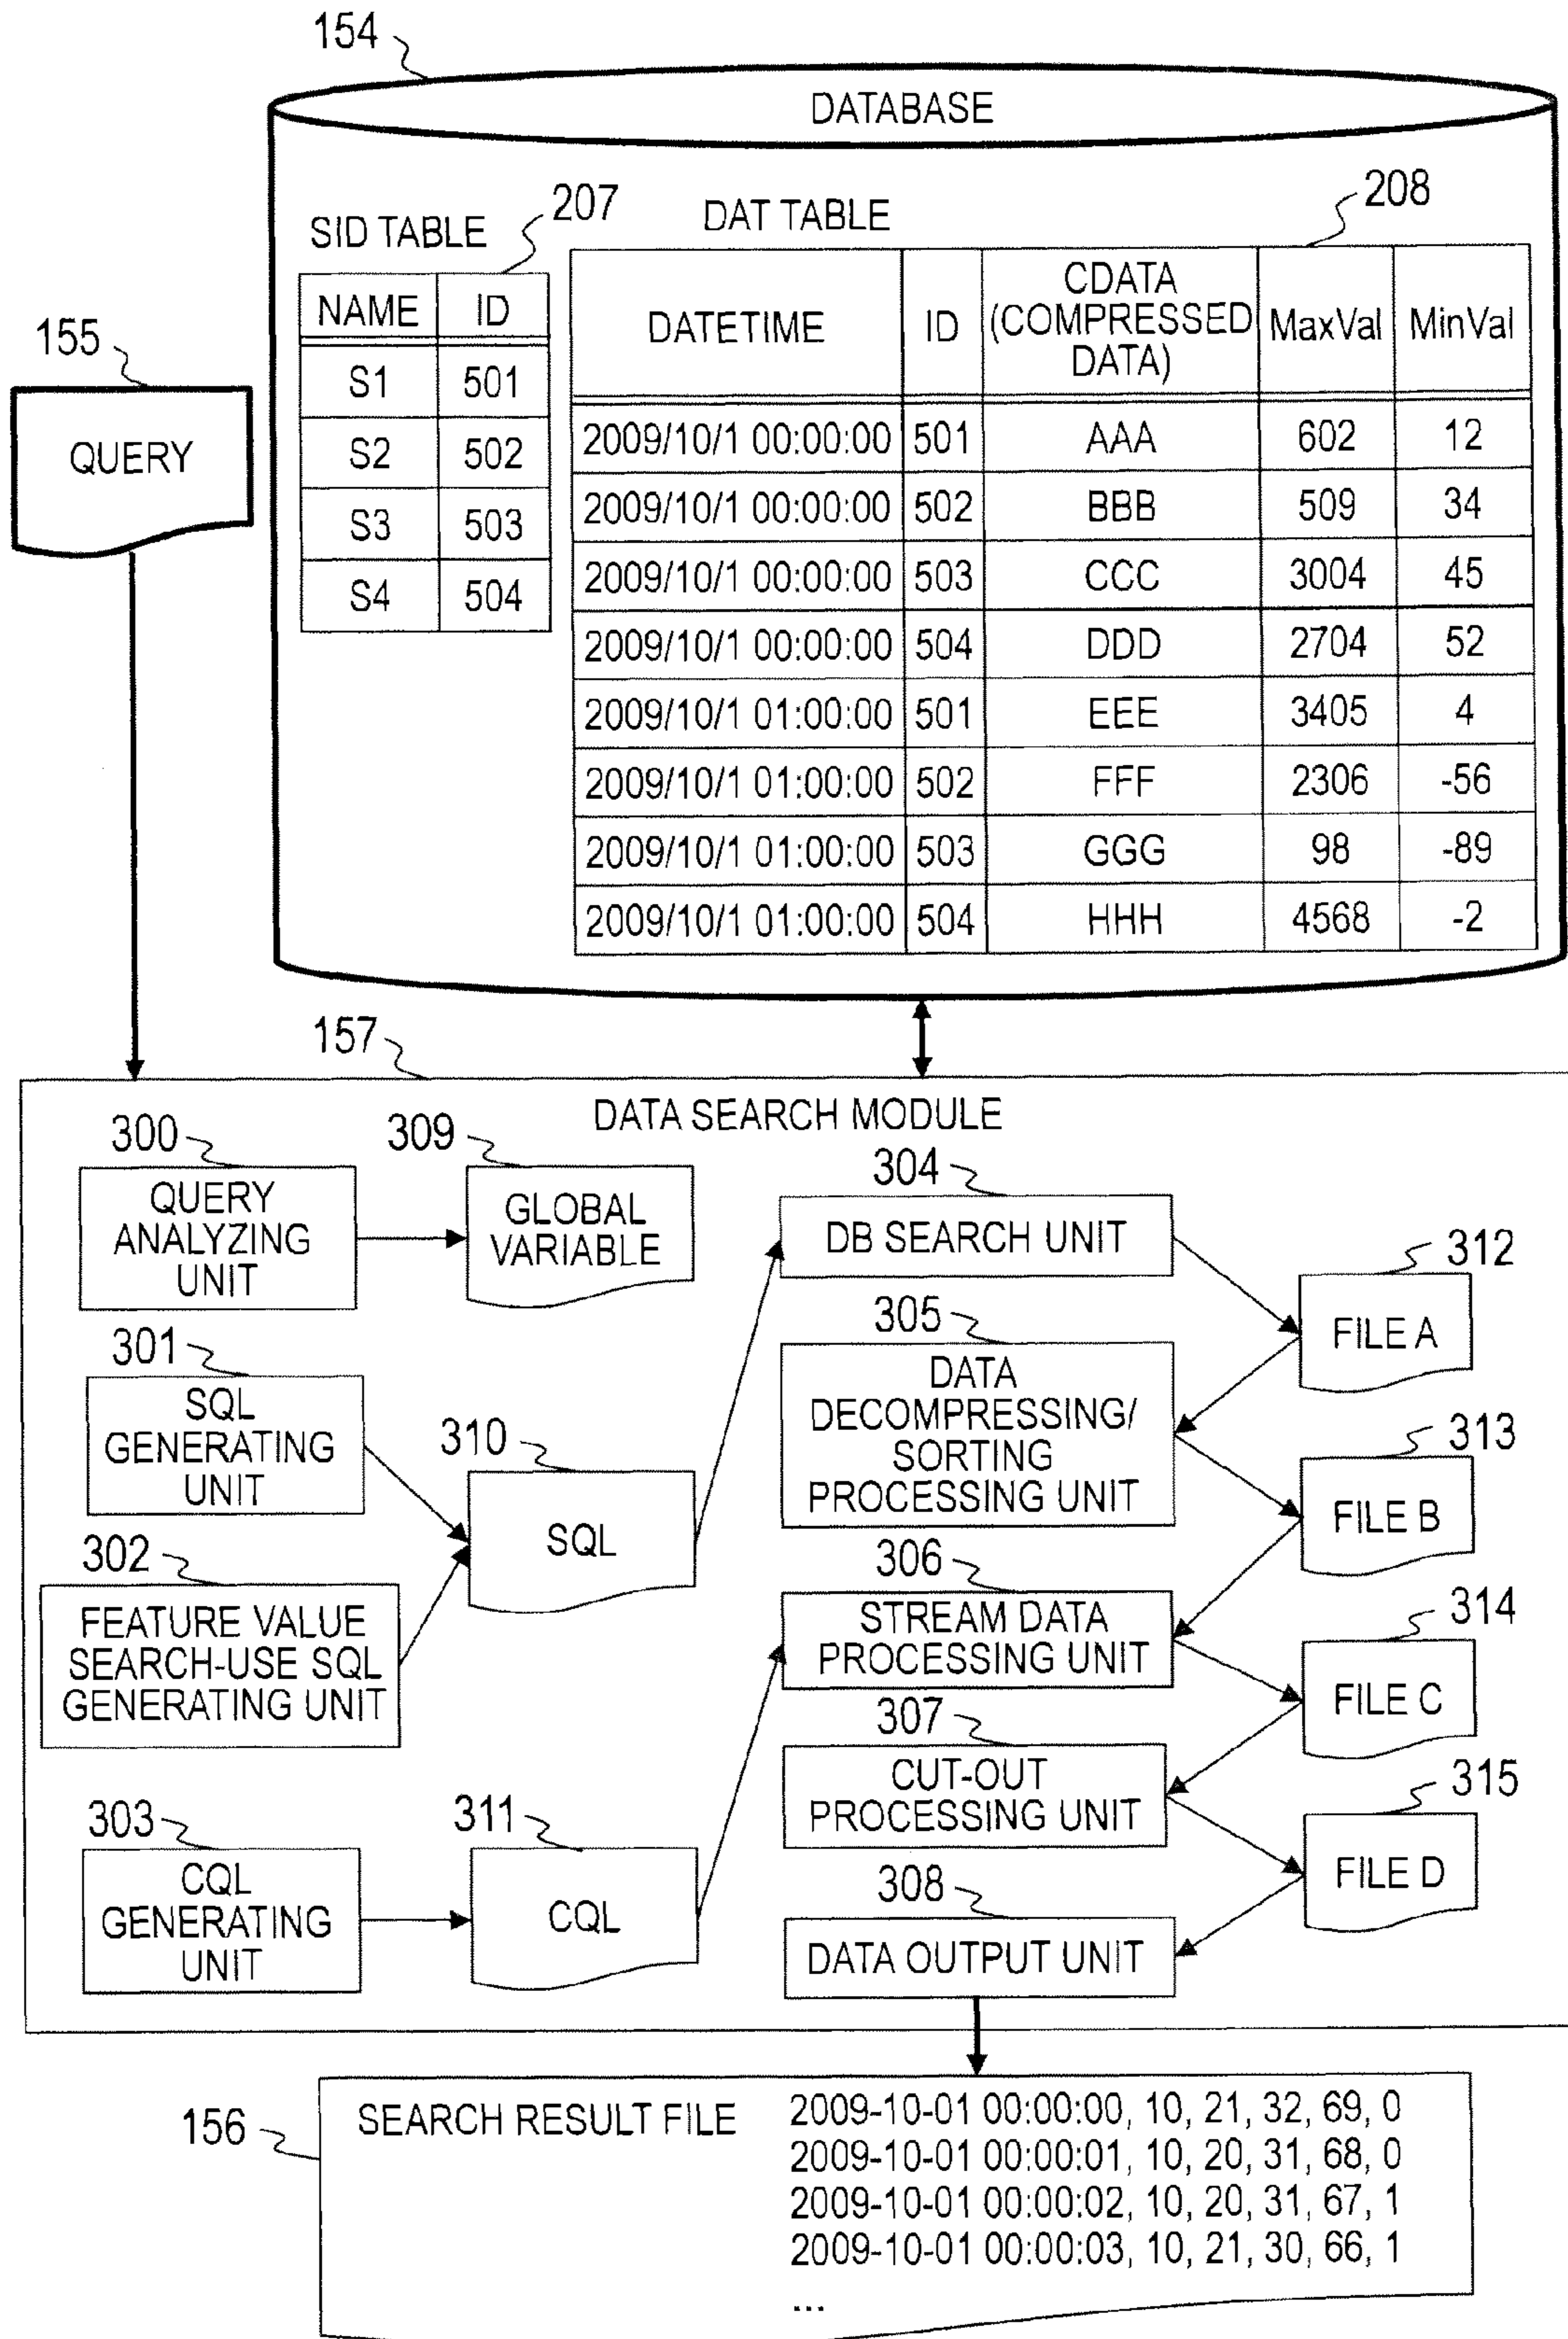 154
DATABASE
SID TABLE
207
DAT TABLE
208
NAME ID
S1 501
S2 502
S3 503
S4 504
DATETIME ID CDATA (COMPRESSED DATA) MaxVal MinVal
2009/10/1 00:00:00 501 AAA 602 12
2009/10/1 00:00:00 502 BBB 509 34
2009/10/1 00:00:00 503 CCC 3004 45
2009/10/1 00:00:00 504 DDD 2704 52
2009/10/1 01:00:00 501 EEE 3405 4
2009/10/1 01:00:00 502 FFF 2306 -56
2009/10/1 01:00:00 503 GGG 98 -89
2009/10/1 01:00:00 504 HHH 4568 -2
155
QUERY
157
DATA SEARCH MODULE
300
QUERY
ANALYZING
UNIT
309
GLOBAL
VARIABLE
301
SQL
GENERATING
UNIT
302
FEATURE VALUE
SEARCH-USE SQL
GENERATING UNIT
310
SQL
303
CQL
GENERATING
UNIT
311
CQL
304
DB SEARCH UNIT
312
FILE A
305
DATA
DECOMPRESSING/
SORTING
PROCESSING UNIT
313
FILE B
306
STREAM DATA
PROCESSING UNIT
314
FILE C
307
CUT-OUT
PROCESSING UNIT
315
FILE D
308
DATA OUTPUT UNIT
156
SEARCH RESULT FILE
2009-10-01 00:00:00, 10, 21, 32, 69, 0
2009-10-01 00:00:01, 10, 20, 31, 68, 0
2009-10-01 00:00:02, 10, 20, 31, 67, 1
2009-10-01 00:00:03, 10, 21, 30, 66, 1
...